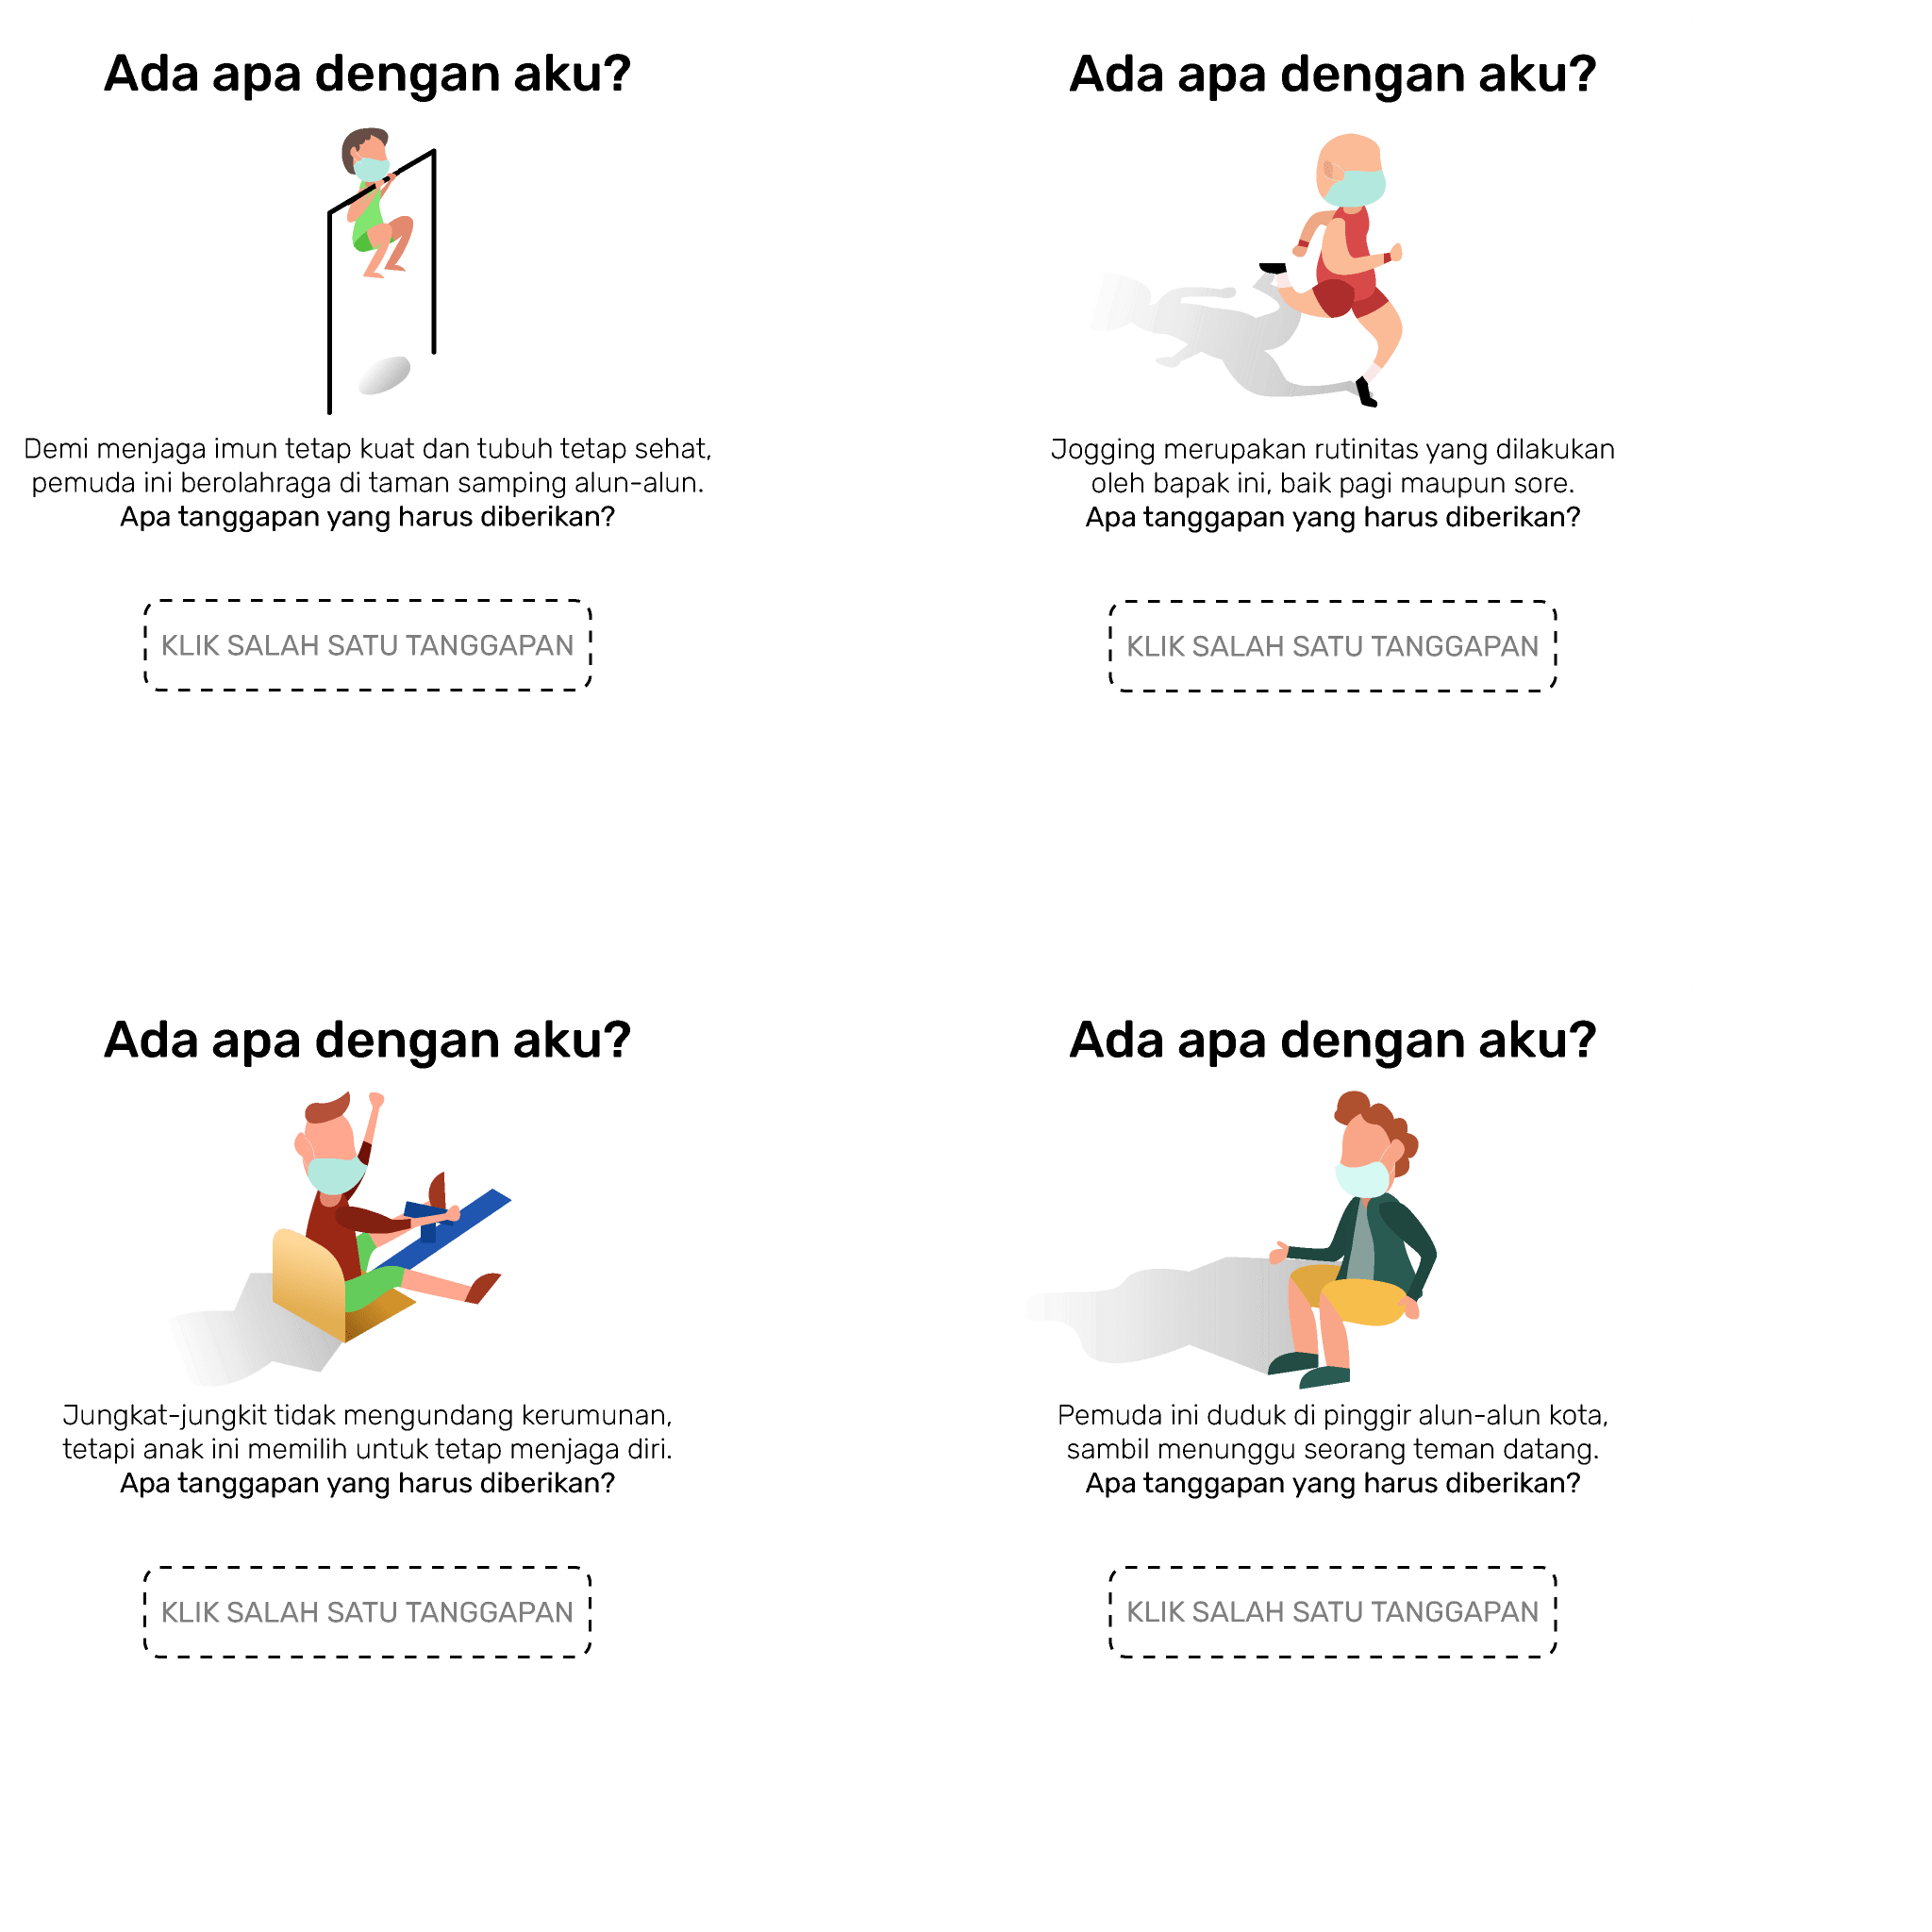 Ada apa dengan aku?
Demi menjaga imun tetap kuat dan tubuh tetap sehat,
pemuda ini berolahraga di taman samping alun-alun.
Apa tanggapan yang harus diberikan?
KLIK SALAH SATU TANGGAPAN
Ada apa dengan aku?
Jogging merupakan rutinitas yang dilakukan
oleh bapak ini, baik pagi maupun sore.
Apa tanggapan yang harus diberikan?
KLIK SALAH SATU TANGGAPAN
Ada apa dengan aku?
Jungkat-jungkit tidak mengundang kerumunan,
tetapi anak ini memilih untuk tetap menjaga diri.
Apa tanggapan yang harus diberikan?
KLIK SALAH SATU TANGGAPAN
Ada apa dengan aku?
Pemuda ini duduk di pinggir alun-alun kota,
sambil menunggu seorang teman datang.
Apa tanggapan yang harus diberikan?
KLIK SALAH SATU TANGGAPAN